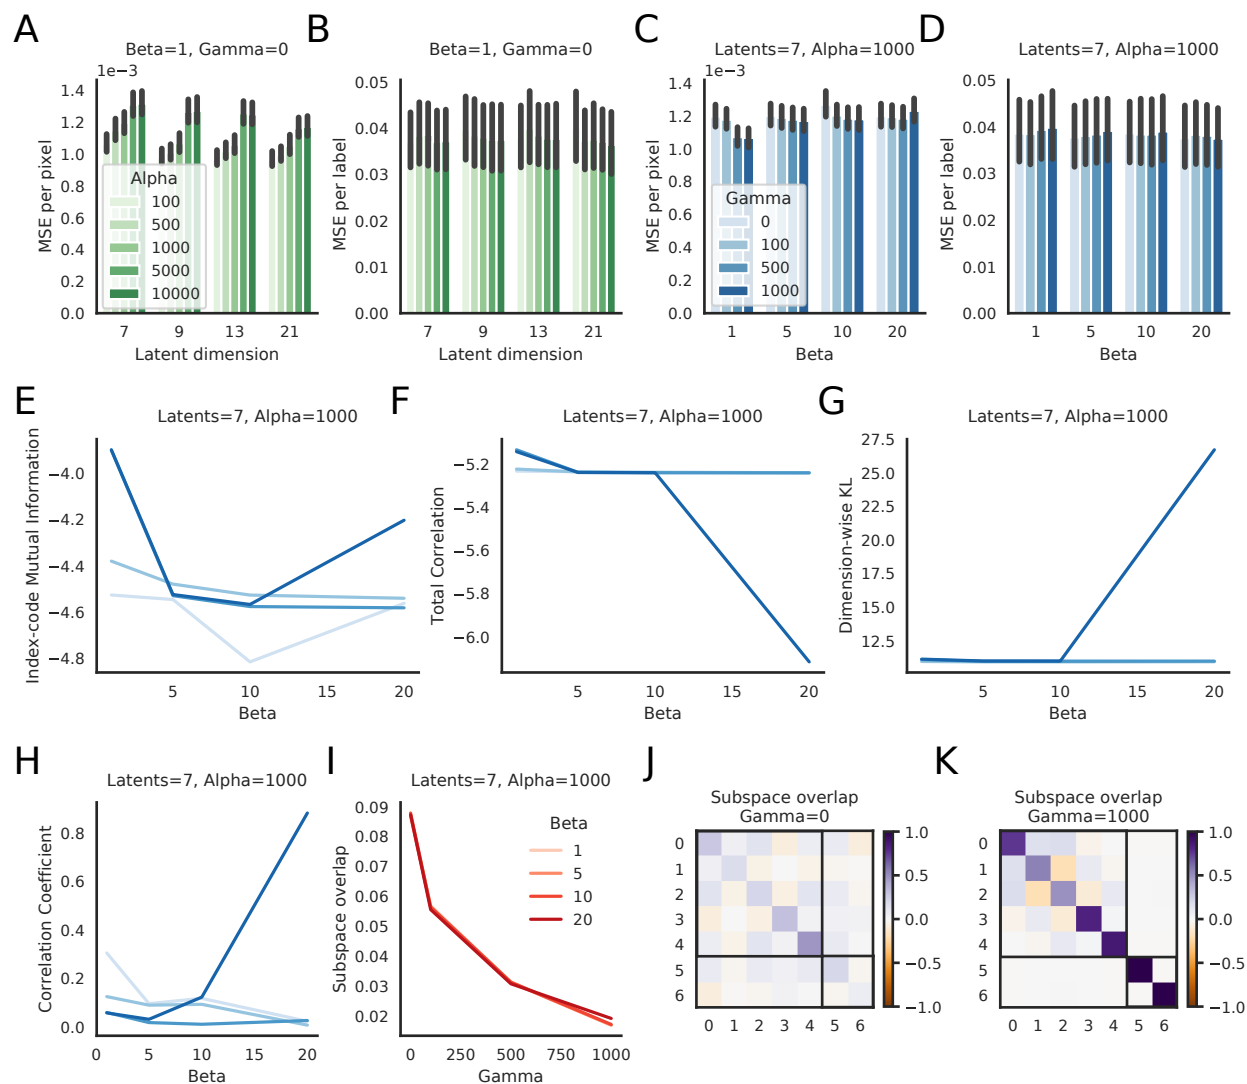 A
Beta=1, Gamma=0
1e−3
MSE per pixel
1.4
1.2
1.0
0.8
0.6
0.4
0.2
0.0
Alpha
100
500
1000
5000
10000
7 9 13 21
Latent dimension
B
Beta=1, Gamma=0
MSE per label
0.05
0.04
0.03
0.02
0.01
0.00
7 9 13 21
Latent dimension
C
Latents=7, Alpha=1000
1e−3
MSE per pixel
1.4
1.2
1.0
0.8
0.6
0.4
0.2
0.0
Gamma
0
100
500
1000
1 5 10 20
Beta
D
Latents=7, Alpha=1000
MSE per label
0.05
0.04
0.03
0.02
0.01
0.00
1 5 10 20
Beta
E
Latents=7, Alpha=1000
Index-code Mutual Information
−4.0
−4.2
−4.4
−4.6
−4.8
5 10 15 20
Beta
F
Latents=7, Alpha=1000
Total Correlation
−5.2
−5.4
−5.6
−5.8
−6.0
5 10 15 20
Beta
G
Latents=7, Alpha=1000
Dimension-wise KL
27.5
25.0
22.5
20.0
17.5
15.0
12.5
5 10 15 20
Beta
H
Latents=7, Alpha=1000
Correlation Coefficient
0.8
0.6
0.4
0.2
0.0
0 5 10 15 20
Beta
I
Latents=7, Alpha=1000
Subspace overlap
0.09
0.08
0.07
0.06
0.05
0.04
0.03
0.02
Beta
1
5
10
20
0 250 500 750 1000
Gamma
J
Subspace overlap
Gamma=0
0
1
2
3
4
5
6
0 1 2 3 4 5 6
1.0
0.5
0.0
−0.5
−1.0
K
Subspace overlap
Gamma=1000
0
1
2
3
4
5
6
0 1 2 3 4 5 6
1.0
0.5
0.0
−0.5
−1.0